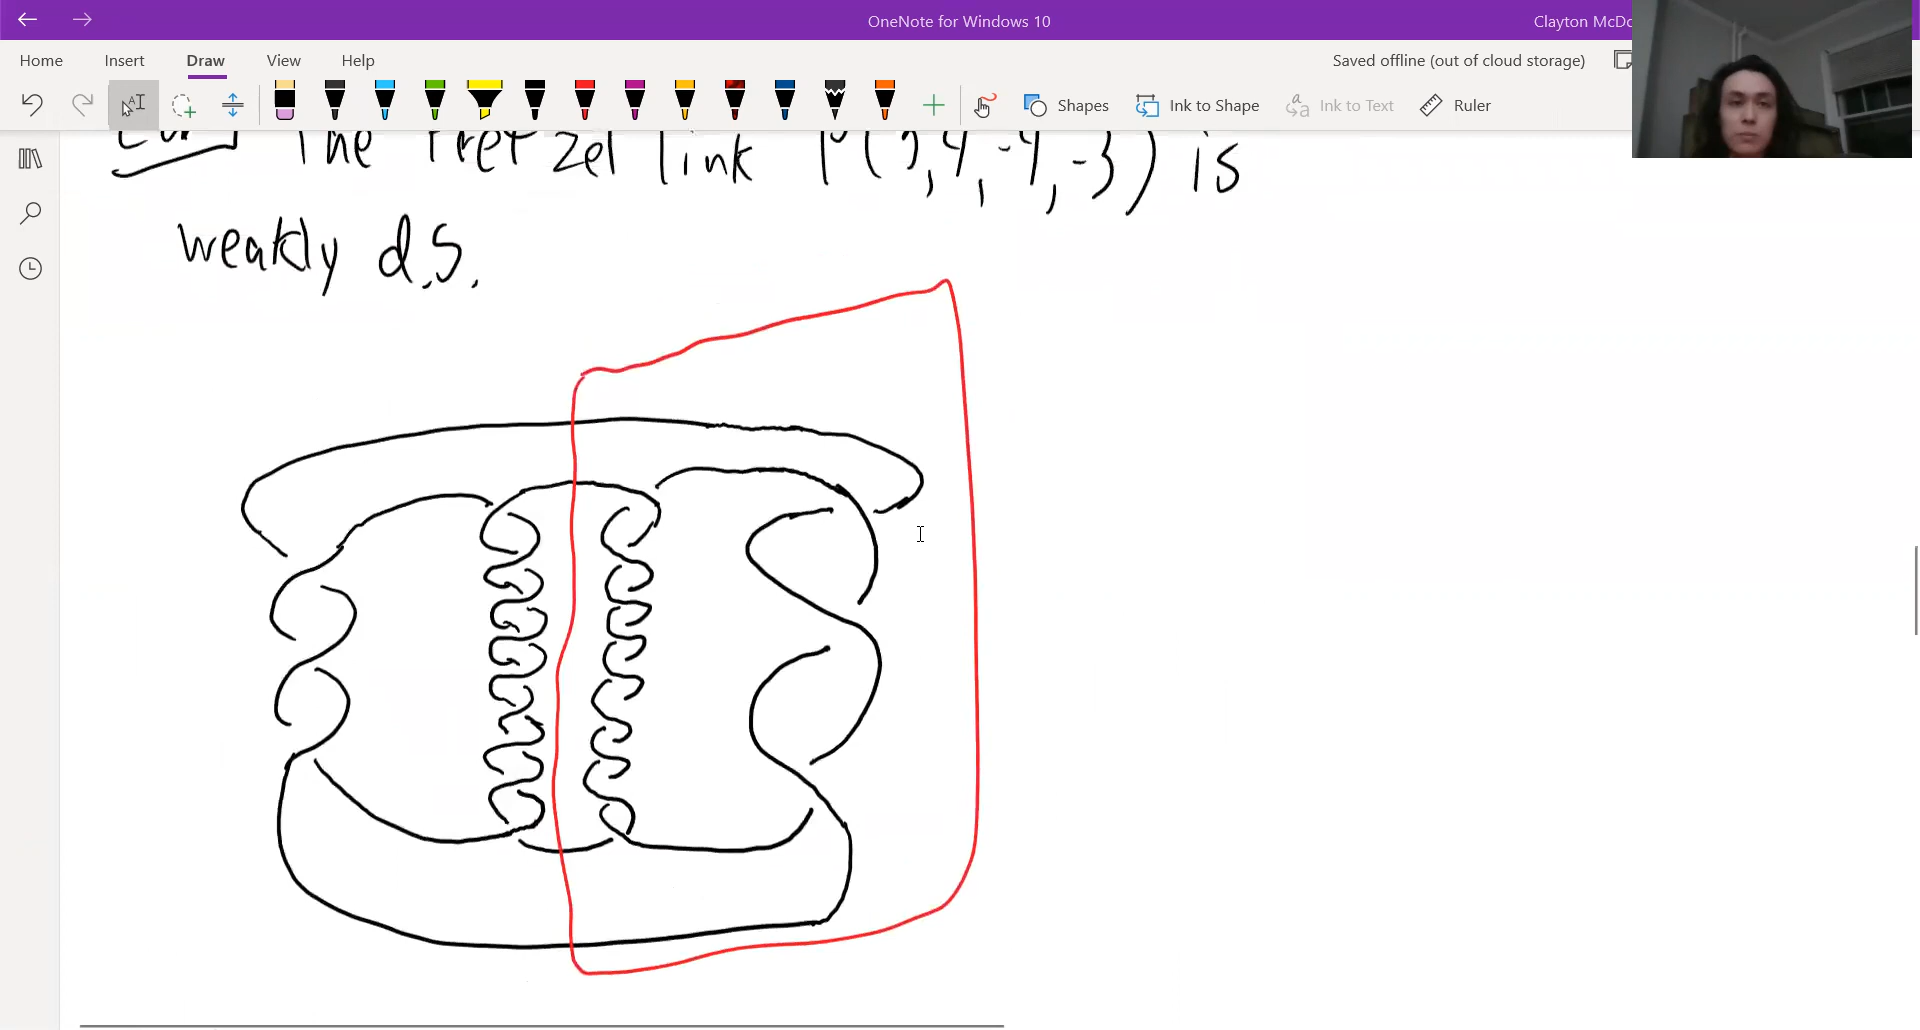 OneNote for Windows 10
Clayton McDo
Home Insert Draw View Help
Saved offline (out of cloud storage)
Shapes Ink to Shape Ink to Text Ruler
The Pretzel link P(3,4,-4,-3) is
weakly d.s.